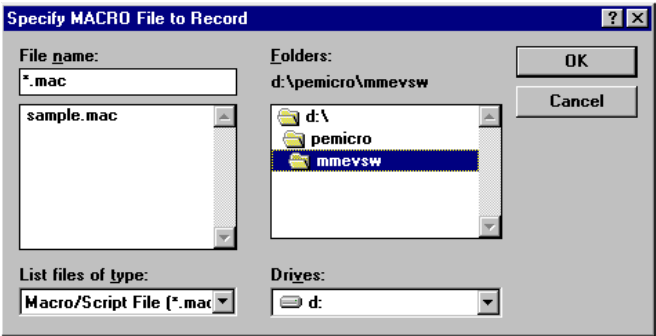 Specify MACRO File to Record
File name:
*.mac
sample.mac
List files of type:
Macro/Script File (*.mac
Folders:
d:\pemicro\mmevsw
d:\
pemicro
mmevsw
Drives:
d:
OK
Cancel